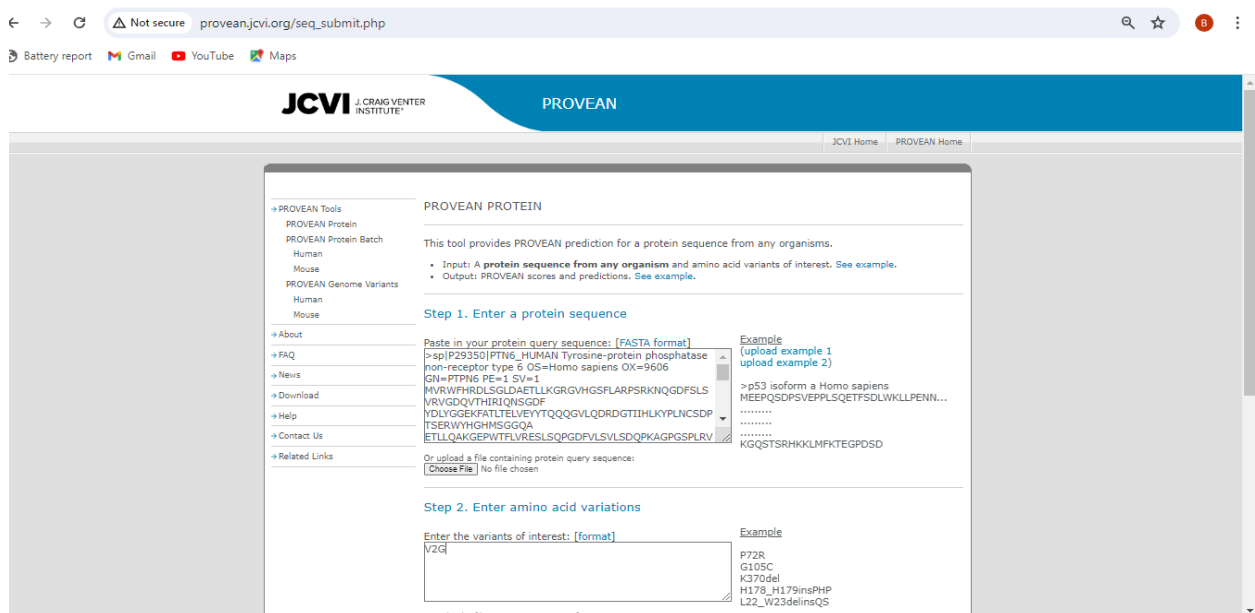 Not secure provean.jcvi.org/seq_submit.php
B
Battery report Gmail YouTube Maps
JCVI J. CRAIG VENTER
INSTITUTE®
PROVEAN
JCVI Home PROVEAN Home
PROVEAN Tools
PROVEAN Protein
PROVEAN Protein Batch
Human
Mouse
PROVEAN Genome Variants
Human
Mouse
About
FAQ
News
Download
Help
Contact Us
Related Links
PROVEAN PROTEIN
This tool provides PROVEAN prediction for a protein sequence from any organisms.
• Input: A protein sequence from any organism and amino acid variants of interest. See example.
• Output: PROVEAN scores and predictions. See example.
Step 1. Enter a protein sequence
Paste in your protein query sequence: [FASTA format]
>sp|P29350|PTN6_HUMAN Tyrosine-protein phosphatase
non-receptor type 6 OS=Homo sapiens OX=9606
GN=PTPN6 PE=1 SV=1
MVRWFHRDLSGLDAETLLKGRGVHGSFLARPSRKNQGDFSLS
VRVGDQVTHIRIQNSGDF
YDLYGGEKFATLTELVEYYTQQQGVLQDRDGTIIHLKYPLNCSDP
TSERWYHGHMSGGQA
ETLLQAKGEPWTFLVRESLSQPGDFVLSVLSDQPKAGPGSPLRV
Example
(upload example 1
upload example 2)
>p53 isoform a Homo sapiens
MEEPQSDPSVEPPLSQETFSDLWKLLPENN...
.........
.........
.........
KGQSTSRHKKLMFKTEGPDSD
Or upload a file containing protein query sequence:
Choose File No file chosen
Step 2. Enter amino acid variations
Enter the variants of interest: [format]
V2G
Example
P72R
G105C
K370del
H178_H179insPHP
L22_W23delinsQS